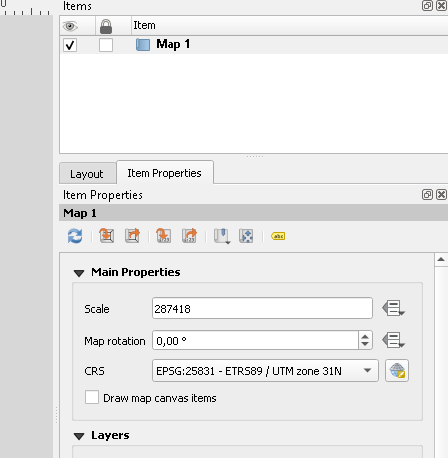 0
Items
Item
Map 1
Layout
Item Properties
Item Properties
Map 1
abc
Main Properties
Scale
287418
Map rotation
0,00 °
CRS
EPSG:25831 - ETRS89 / UTM zone 31N
Draw map canvas items
Layers